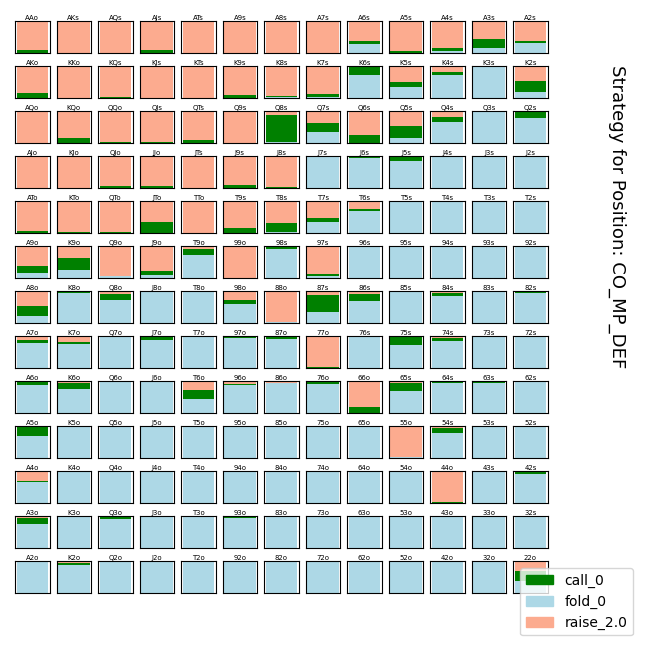 AAo AKs AQs AJs ATs A9s A8s A7s A6s A5s A4s A3s A2s
AKo KKo KQs KJs KTs K9s K8s K7s K6s K5s K4s K3s K2s
AQo KQo QQo QJs QTs Q9s Q8s Q7s Q6s Q5s Q4s Q3s Q2s
AJo KJo QJo JJo JTs J9s J8s J7s J6s J5s J4s J3s J2s
ATo KTo QTo JTo TTo T9s T8s T7s T6s T5s T4s T3s T2s
A9o K9o Q9o J9o T9o 99o 98s 97s 96s 95s 94s 93s 92s
A8o K8o Q8o J8o T8o 98o 88o 87s 86s 85s 84s 83s 82s
A7o K7o Q7o J7o T7o 97o 87o 77o 76s 75s 74s 73s 72s
A6o K6o Q6o J6o T6o 96o 86o 76o 66o 65s 64s 63s 62s
A5o K5o Q5o J5o T5o 95o 85o 75o 65o 55o 54s 53s 52s
A4o K4o Q4o J4o T4o 94o 84o 74o 64o 54o 44o 43s 42s
A3o K3o Q3o J3o T3o 93o 83o 73o 63o 53o 43o 33o 32s
A2o K2o Q2o J2o T2o 92o 82o 72o 62o 52o 42o 32o 22o
Strategy for Position: CO_MP_DEF
call_0
fold_0
raise_2.0